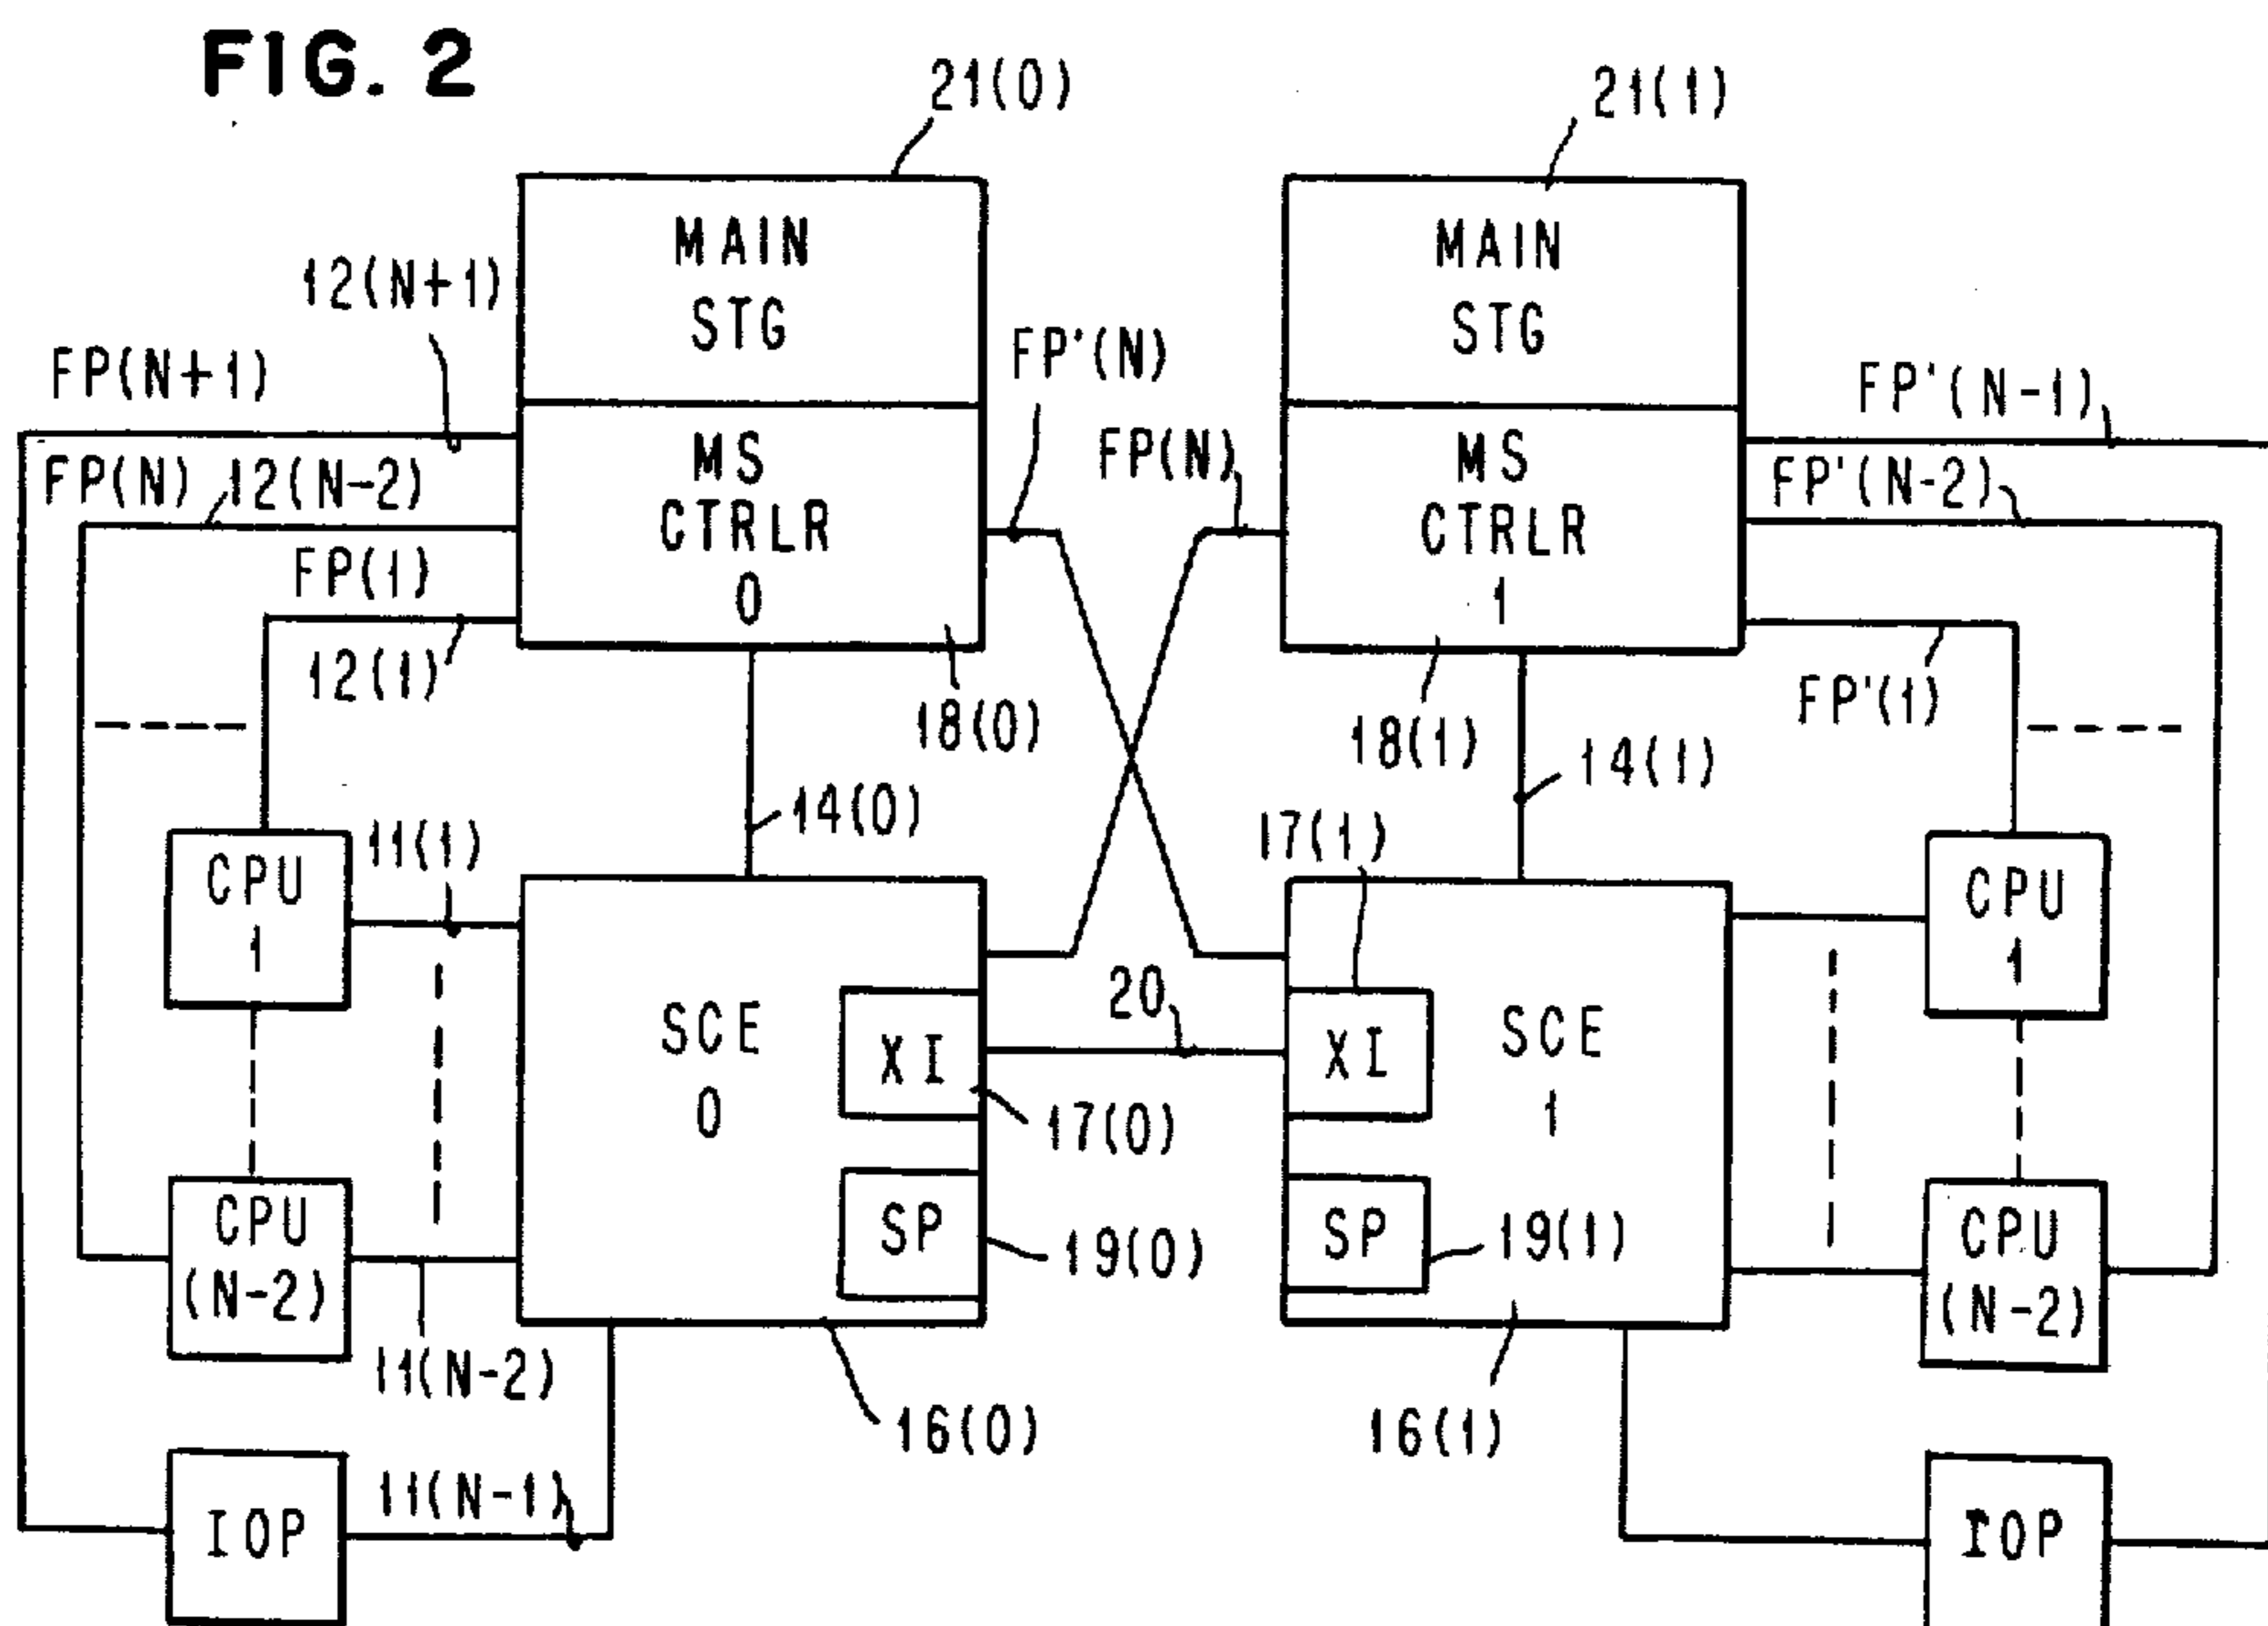 FIG. 2
21(0)
21(1)
MAIN
STG
MAIN
STG
12(N+1)
FP(N+1)
FP'(N)
FP'(N-1)
FP(N)
12(N-2)
MS
CTRLR
0
FP(N)
MS
CTRLR
1
FP'(N-2)
FP(1)
12(1)
18(0)
18(1)
FP'(1)
14(0)
14(1)
CPU
1
11(1)
17(1)
CPU
1
SCE
0
XI
20
XI
SCE
1
17(0)
CPU
(N-2)
SP
19(0)
SP
19(1)
CPU
(N-2)
11(N-2)
16(0)
16(1)
IOP
11(N-1)
IOP